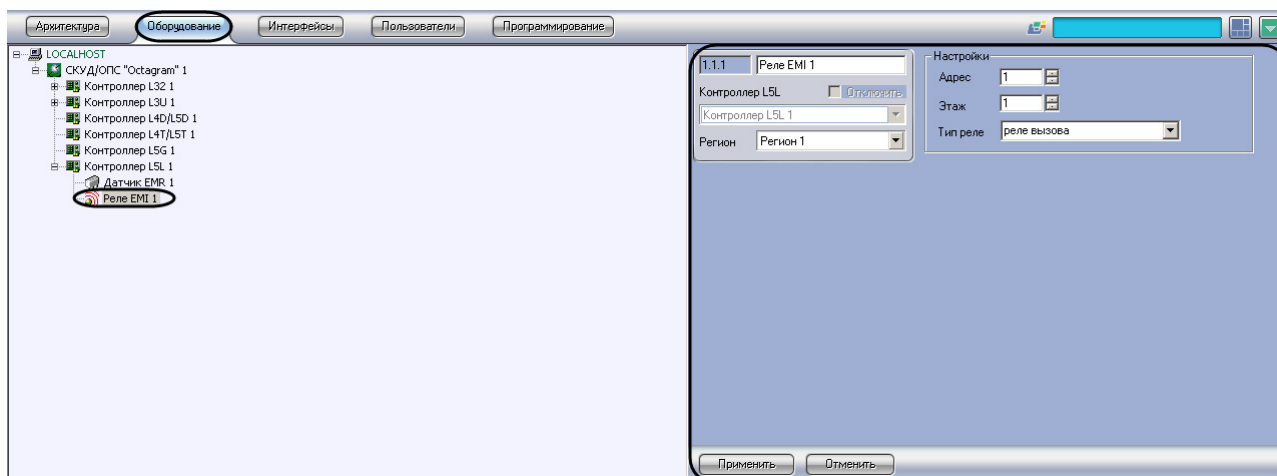 Архитектура Оборудование Интерфейсы Пользователи Программирование
LOCALHOST
СКУД/ОПС "Octagram" 1
Контроллер L32 1
Контроллер L3U 1
Контроллер L4D/L5D 1
Контроллер L4T/L5T 1
Контроллер L5G 1
Контроллер L5L 1
Датчик EMR 1
Реле EMI 1
1.1.1 Реле EMI 1
Контроллер L5L Отключить
Контроллер L5L 1
Регион Регион 1
Настройки
Адрес 1
Этаж 1
Тип реле реле вызова
Применить Отменить